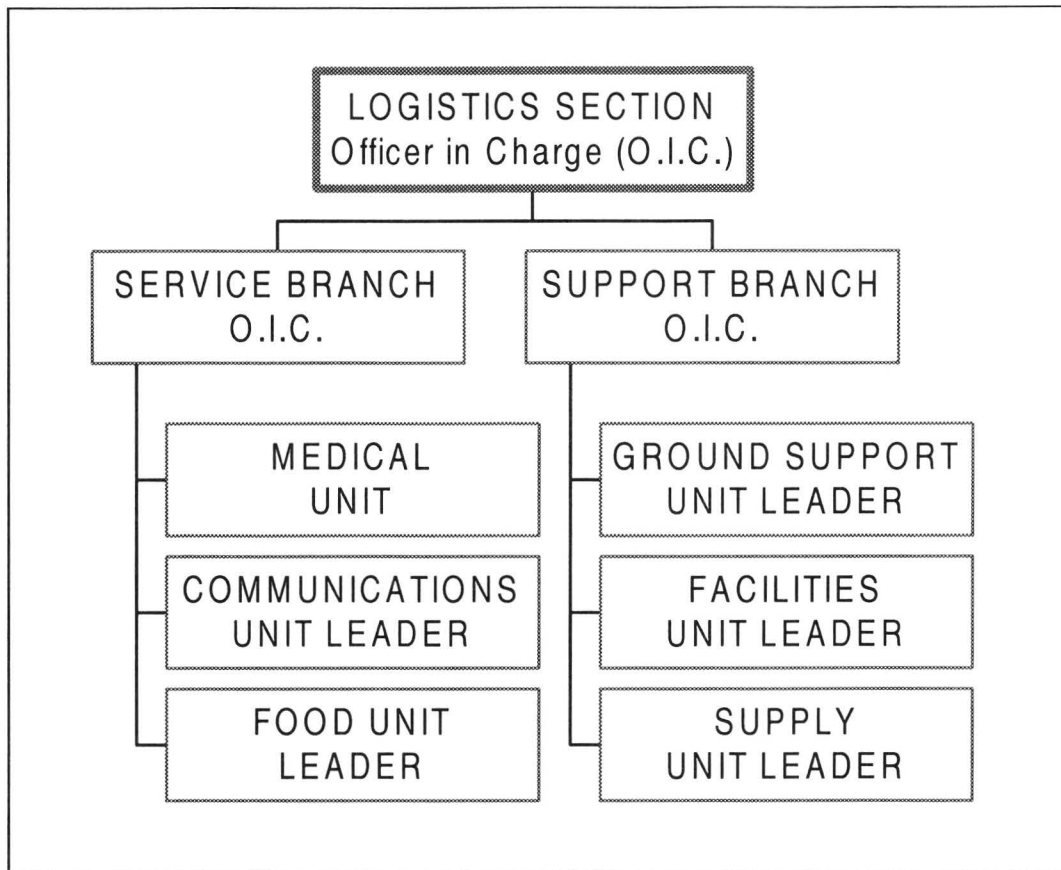 LOGISTICS SECTION
Officer in Charge (O.I.C.)
SERVICE BRANCH
O.I.C.
SUPPORT BRANCH
O.I.C.
MEDICAL
UNIT
COMMUNICATIONS
UNIT LEADER
FOOD UNIT
LEADER
GROUND SUPPORT
UNIT LEADER
FACILITIES
UNIT LEADER
SUPPLY
UNIT LEADER